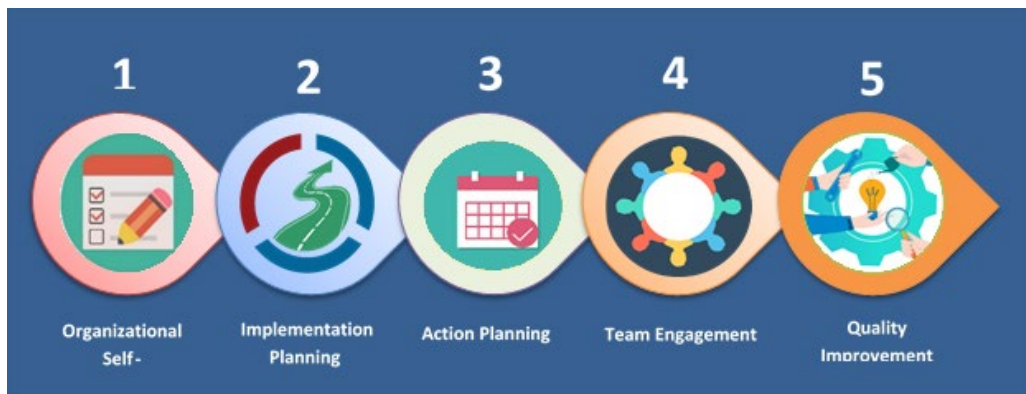 1
2
3
4
5
Organizational
Self-
Implementation
Planning
Action Planning
Team Engagement
Quality
Improvement